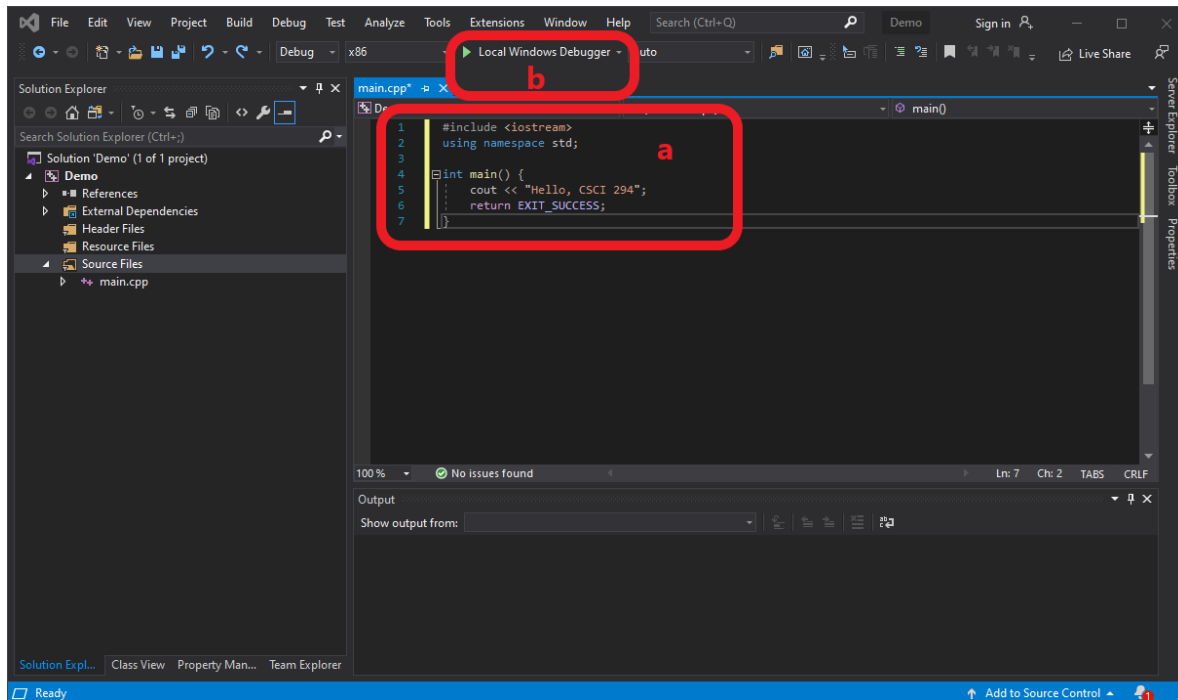 File Edit View Project Build Debug Test Analyze Tools Extensions Window Help Search (Ctrl+Q) Demo Sign in
Debug x86 Local Windows Debugger uto Live Share
b
Solution Explorer
Search Solution Explorer (Ctrl+;)
Solution 'Demo' (1 of 1 project)
Demo
References
External Dependencies
Header Files
Resource Files
Source Files
++ main.cpp
Solution Expl... Class View Property Man... Team Explorer
main.cpp*
De main()
a
1 #include <iostream>
2 using namespace std;
3
4 int main() {
5 cout << "Hello, CSCI 294";
6 return EXIT_SUCCESS;
7 }
100 % No issues found Ln: 7 Ch: 2 TABS CRLF
Output
Show output from:
Server Explorer
Toolbox
Properties
Ready Add to Source Control 1